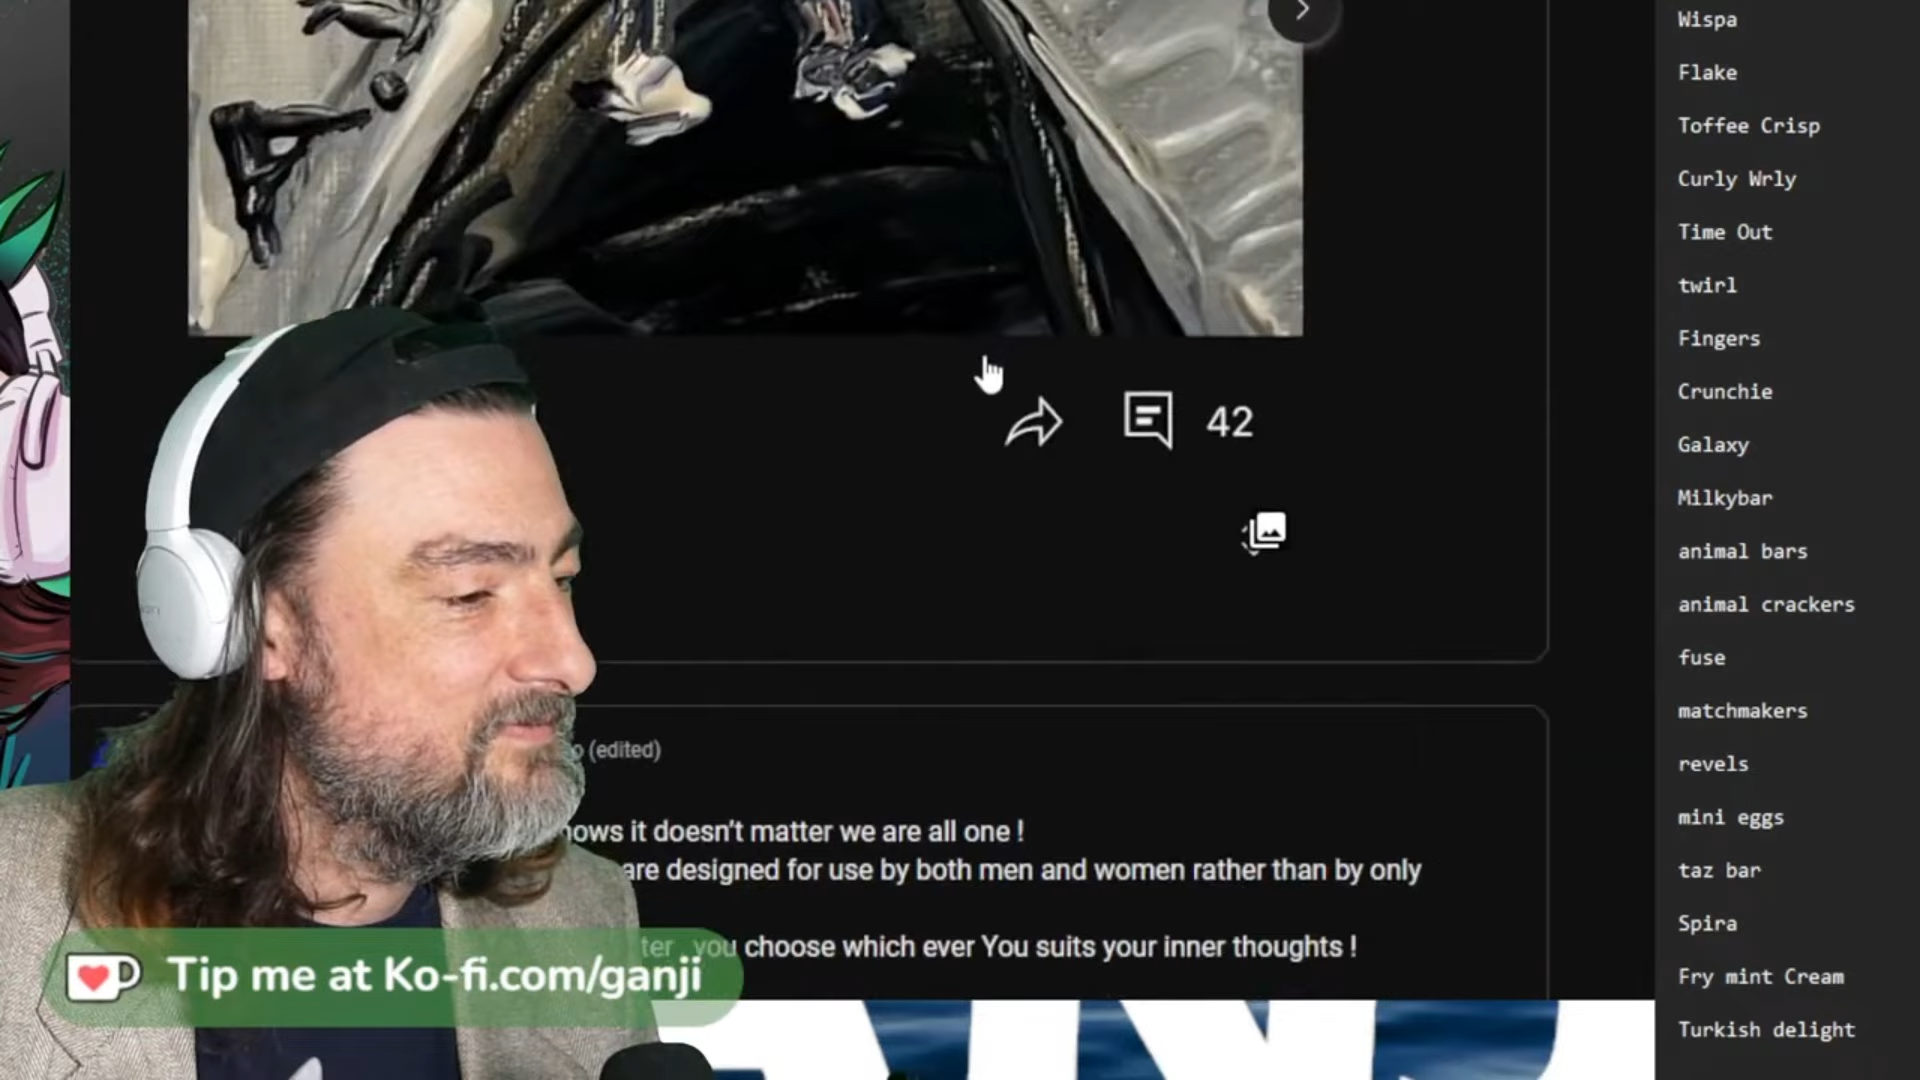 Wispa
Flake
Toffee Crisp
Curly Wrly
Time Out
twirl
Fingers
Crunchie
Galaxy
Milkybar
animal bars
animal crackers
fuse
matchmakers
revels
mini eggs
taz bar
Spira
Fry mint Cream
Turkish delight
42
(edited)
it doesn't matter we are all one !
are designed for use by both men and women rather than by only
you choose which ever You suits your inner thoughts !
Tip me at Ko-fi.com/ganji